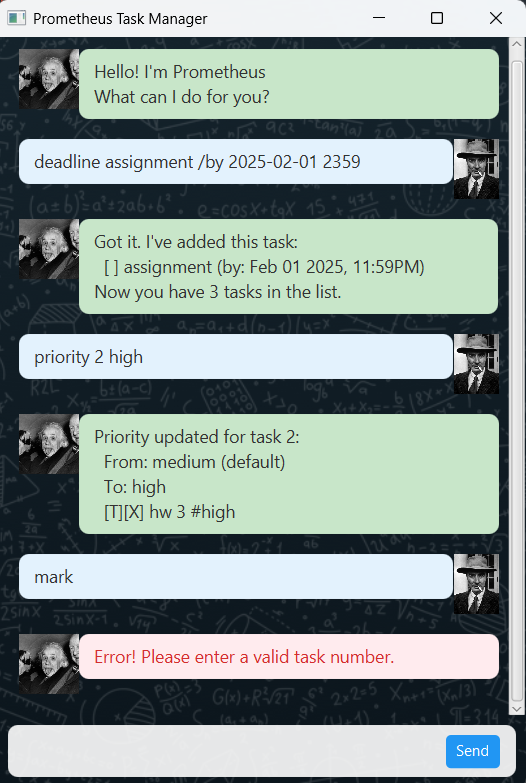 Prometheus Task Manager
Hello! I'm Prometheus
What can I do for you?
deadline assignment /by 2025-02-01 2359
Got it. I've added this task:
[ ] assignment (by: Feb 01 2025, 11:59PM)
Now you have 3 tasks in the list.
priority 2 high
Priority updated for task 2:
From: medium (default)
To: high
[T][X] hw 3 #high
mark
Error! Please enter a valid task number.
Send